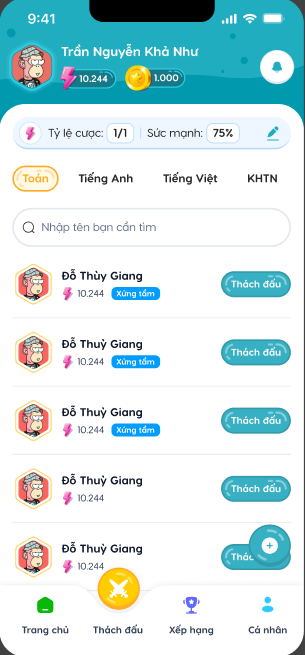 9:41
Trần Nguyễn Khả Như
10.244 1.000
Tỷ lệ cược: 1/1 Sức mạnh: 75%
Toán Tiếng Anh Tiếng Việt KHTN
Nhập tên bạn cần tìm
Đỗ Thùy Giang
10.244 Xứng tầm
Thách đấu
Đỗ Thuỳ Giang
10.244 Xứng tầm
Thách đấu
Đỗ Thuỳ Giang
10.244 Xứng tầm
Thách đấu
Đỗ Thuỳ Giang
10.244
Thách đấu
Đỗ Thuỳ Giang
10.244
Trang chủ Thách đấu Xếp hạng Cá nhân